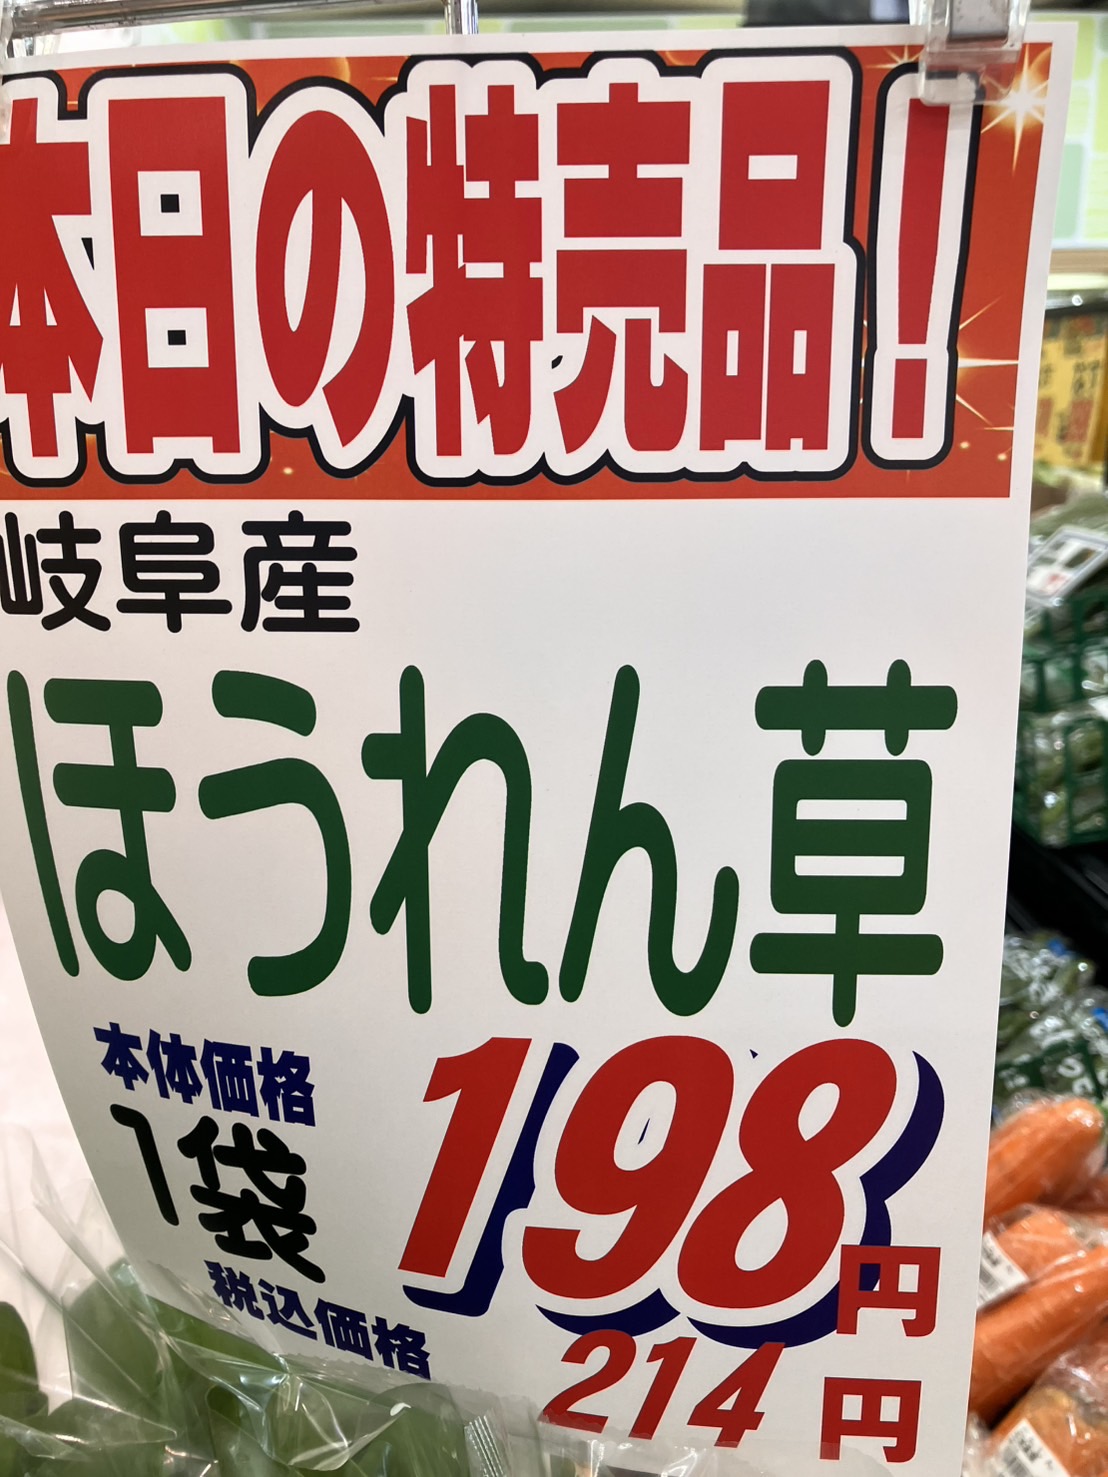 本日の特売品!
岐阜産
ほうれん草
本体価格
1袋
198円
税込価格
214円